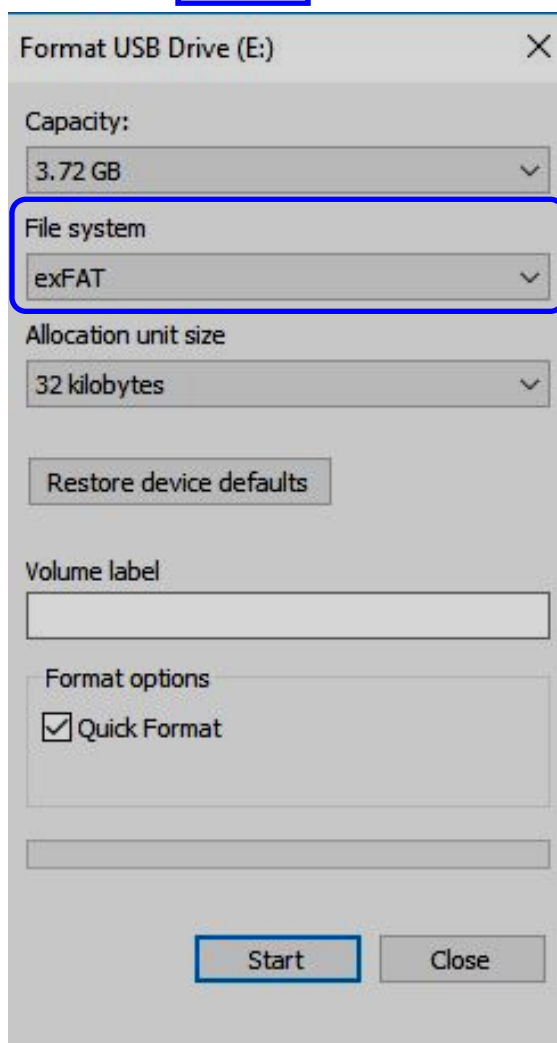 Format USB Drive (E:)
Capacity:
3.72 GB
File system
exFAT
Allocation unit size
32 kilobytes
Restore device defaults
Volume label
Format options
Quick Format
Start
Close